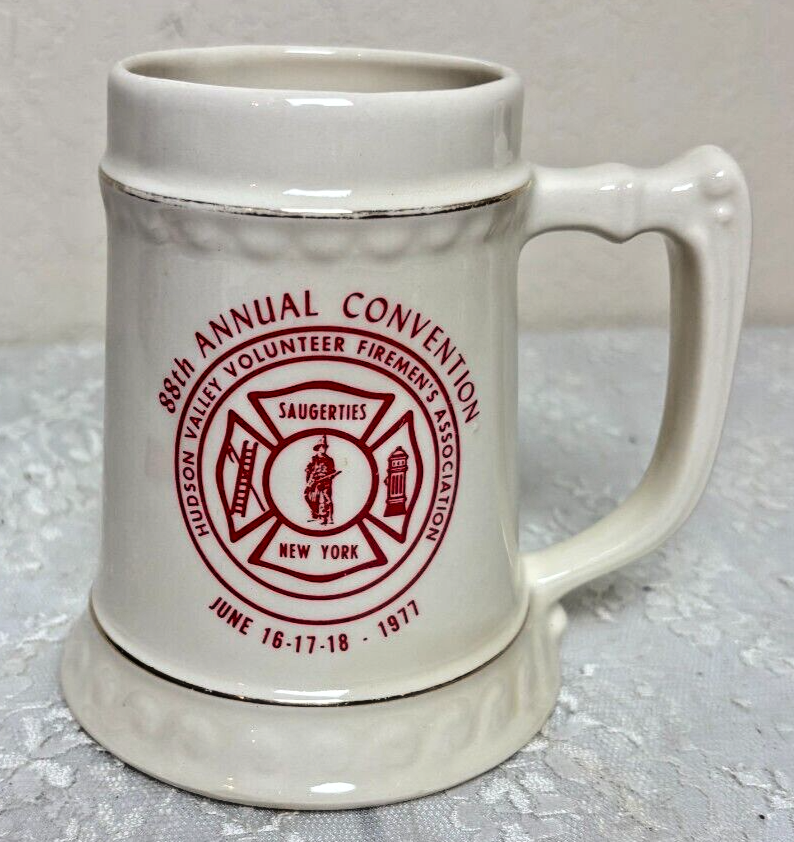 88th ANNUAL CONVENTION
HUDSON VALLEY VOLUNTEER FIREMEN'S ASSOCIATION
SAUGERTIES
NEW YORK
JUNE 16-17-18 - 1977